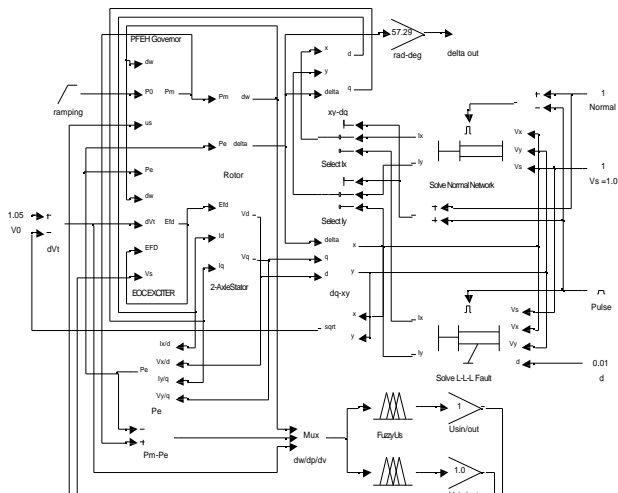 PFEH Governor
dw
P0 Pm
us
Pe
dw
dVt Efd
EFD
Vs
EOC EXCITER
ramping
1.05
V0
dVt
Pm dw
Pe delta
Rotor
Efd
Vd
Id
Vq
Iq
2-AxleStator
x
d
y
q
delta
xy-dq
57.29
rad-deg
delta out
Select Ix
Select Iy
delta
x
q
y
d
dq-xy
x
y
sqrt
Ix
Iy
Vx
Vy
Vs
Solve Normal Network
1
Normal
1
Vs =1.0
Pulse
Ix
Iy
Vs
Vx
Vy
d
Solve L-L-L Fault
0.01
d
Ix/d
Vx/d
Pe
Iy/q
Vy/q
Pe
Pm-Pe
Mux
dw/dp/dv
FuzzyUs
1
Usin/out
1.0